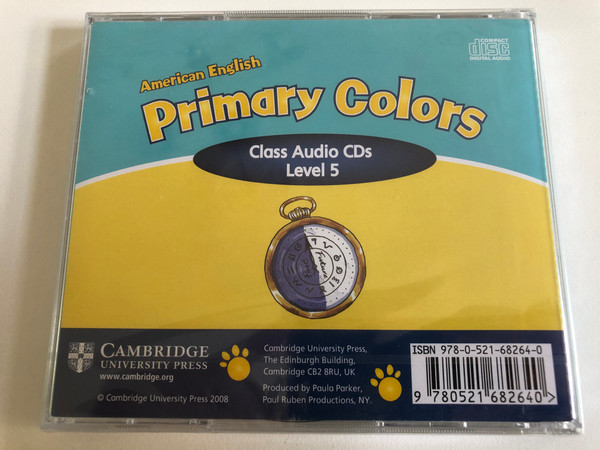 COMPACT
disc
DIGITAL AUDIO
American English
Primary Colors
Class Audio CDs
Level 5
Future
CAMBRIDGE
UNIVERSITY PRESS
www.cambridge.org
© Cambridge University Press 2008
Cambridge University Press,
The Edinburgh Building,
Cambridge CB2 8RU, UK
Produced by Paula Parker,
Paul Ruben Productions, NY.
ISBN 978-0-521-68264-0
9 780521 682640 >